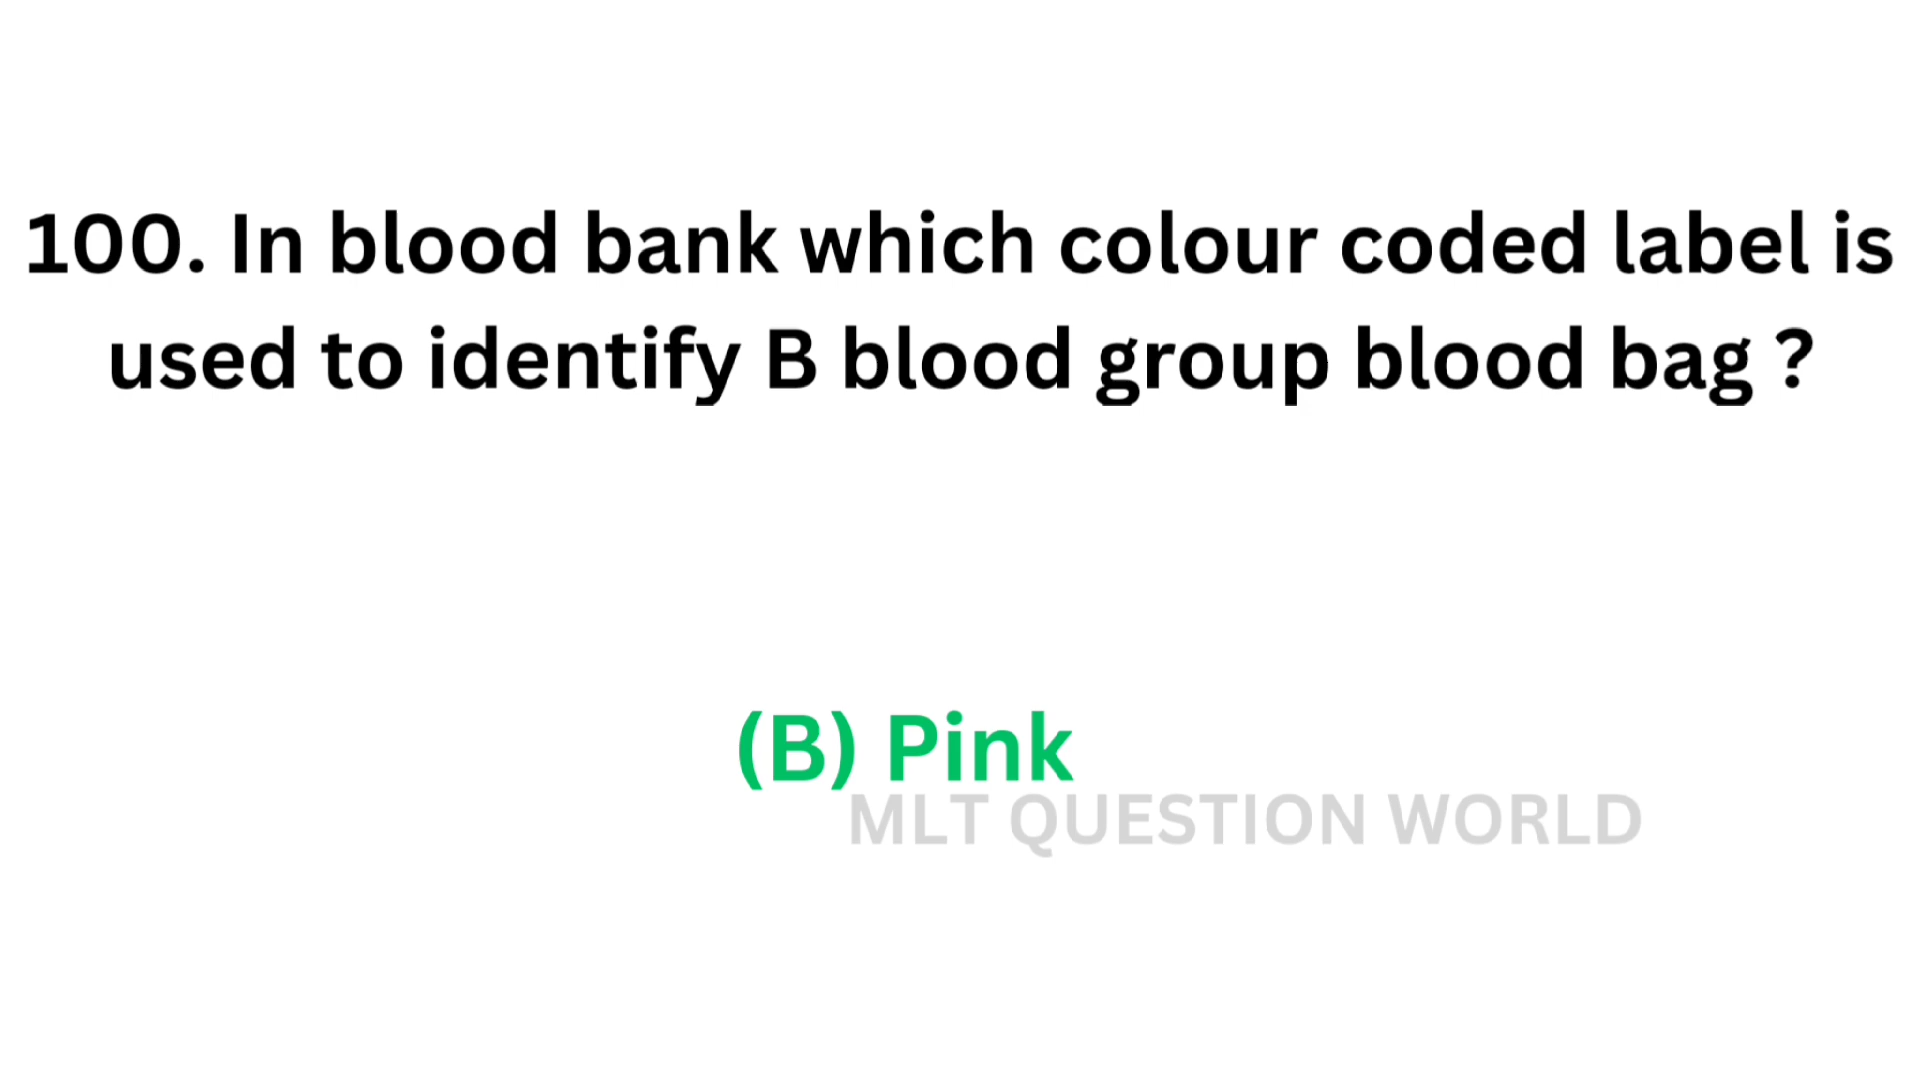 100. In blood bank which colour coded label is
used to identify B blood group blood bag ?
(B) Pink
MLT QUESTION WORLD